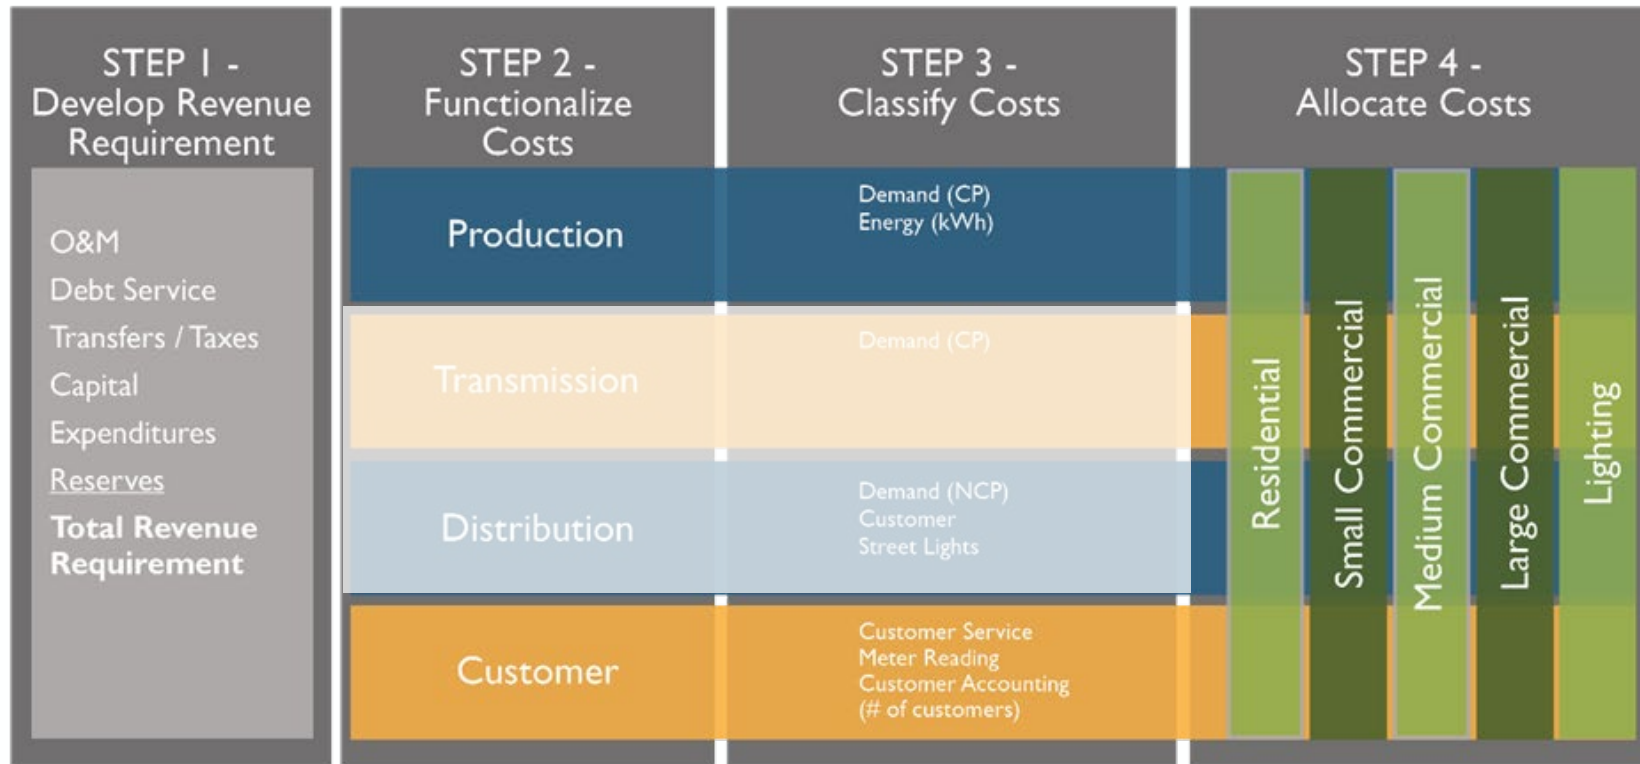 STEP 1 -
Develop Revenue
Requirement
O&M
Debt Service
Transfers / Taxes
Capital
Expenditures
Reserves
Total Revenue
Requirement
STEP 2 -
Functionalize
Costs
Production
Transmission
Distribution
Customer
STEP 3 -
Classify Costs
Demand (CP)
Energy (kWh)
Demand (CP)
Demand (NCP)
Customer
Street Lights
Customer Service
Meter Reading
Customer Accounting
(# of customers)
STEP 4 -
Allocate Costs
Residential
Small Commercial
Medium Commercial
Large Commercial
Lighting